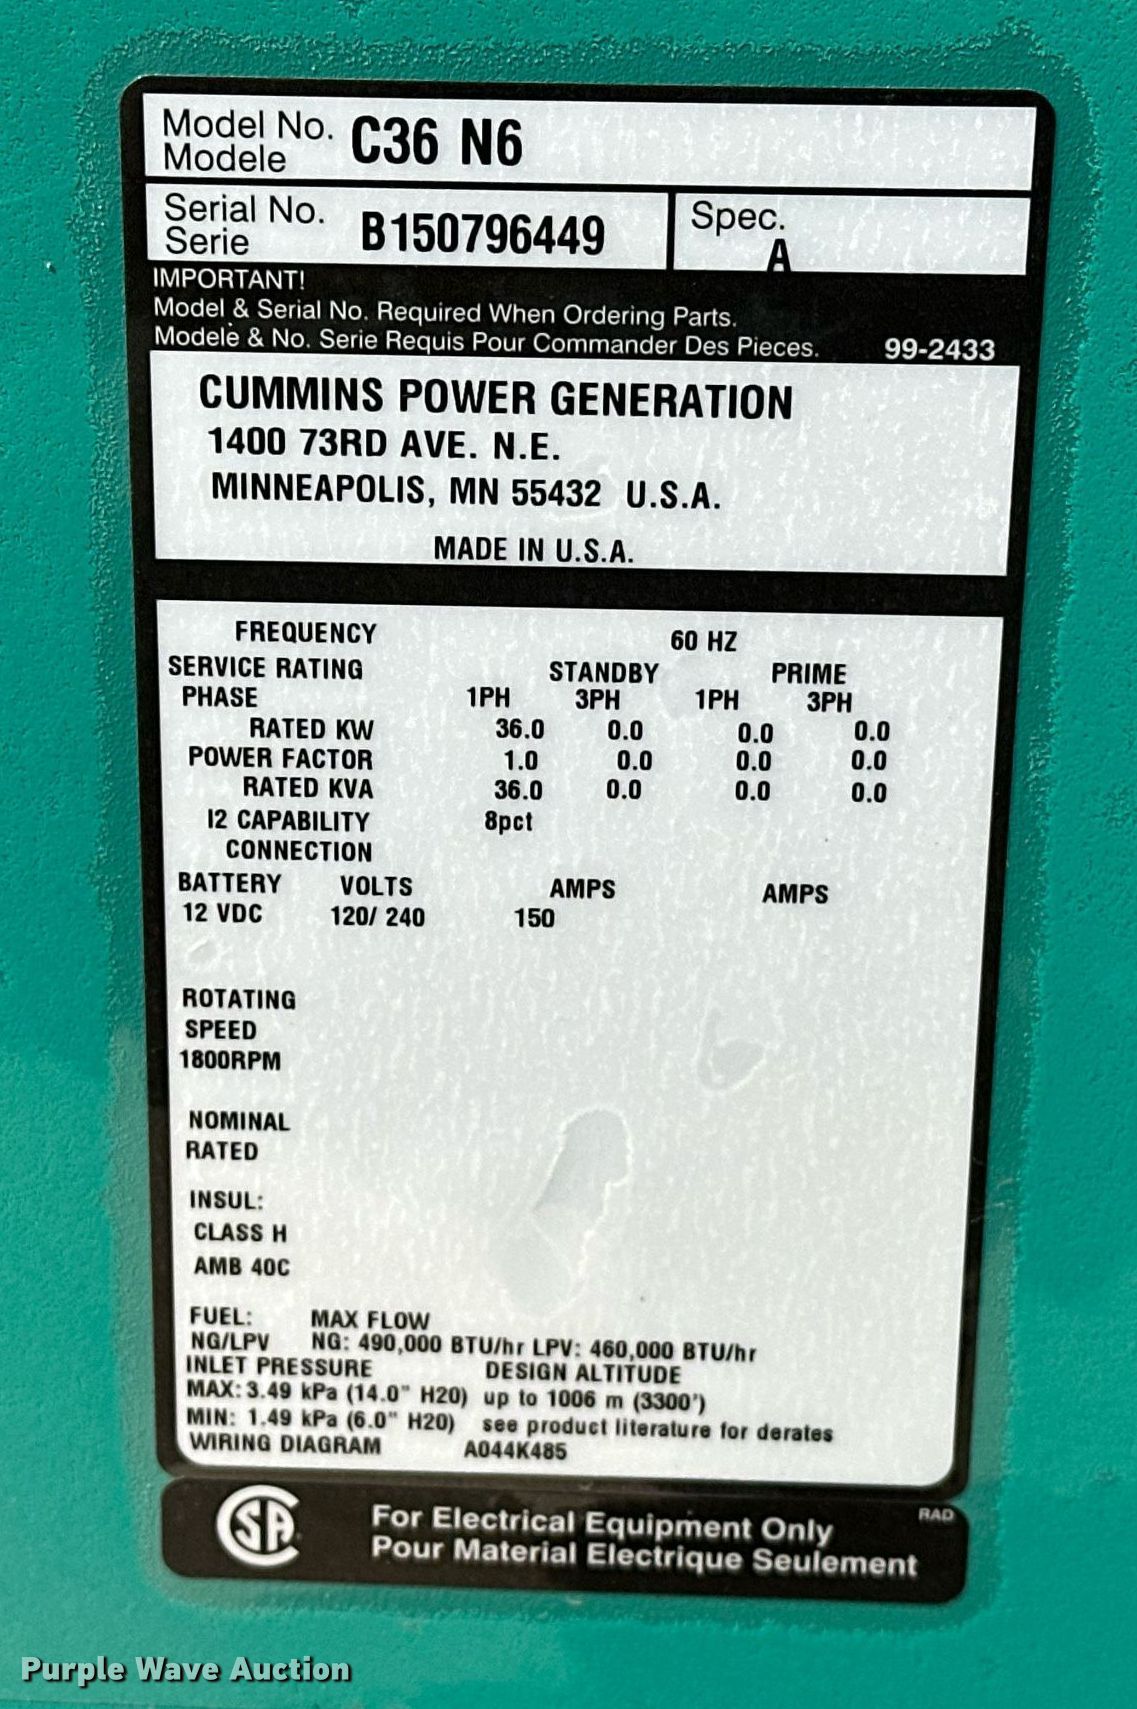 Model No. C36 N6
Modele
Serial No. B150796449
Serie
Spec.
A
IMPORTANT!
Model & Serial No. Required When Ordering Parts.
Modele & No. Serie Requis Pour Commander Des Pieces. 99-2433
CUMMINS POWER GENERATION
1400 73RD AVE. N.E.
MINNEAPOLIS, MN 55432 U.S.A.
MADE IN U.S.A.
FREQUENCY 60 HZ
SERVICE RATING STANDBY PRIME
PHASE 1PH 3PH 1PH 3PH
RATED KW 36.0 0.0 0.0 0.0
POWER FACTOR 1.0 0.0 0.0 0.0
RATED KVA 36.0 0.0 0.0 0.0
I2 CAPABILITY 8pct
CONNECTION
BATTERY VOLTS AMPS AMPS
12 VDC 120/ 240 150
ROTATING
SPEED
1800RPM
NOMINAL
RATED
INSUL:
CLASS H
AMB 40C
FUEL: MAX FLOW
NG/LPV NG: 490,000 BTU/hr LPV: 460,000 BTU/hr
INLET PRESSURE DESIGN ALTITUDE
MAX: 3.49 kPa (14.0" H20) up to 1006 m (3300')
MIN: 1.49 kPa (6.0" H20) see product literature for derates
WIRING DIAGRAM A044K485
CSA For Electrical Equipment Only RAD
Pour Material Electrique Seulement
Purple Wave Auction